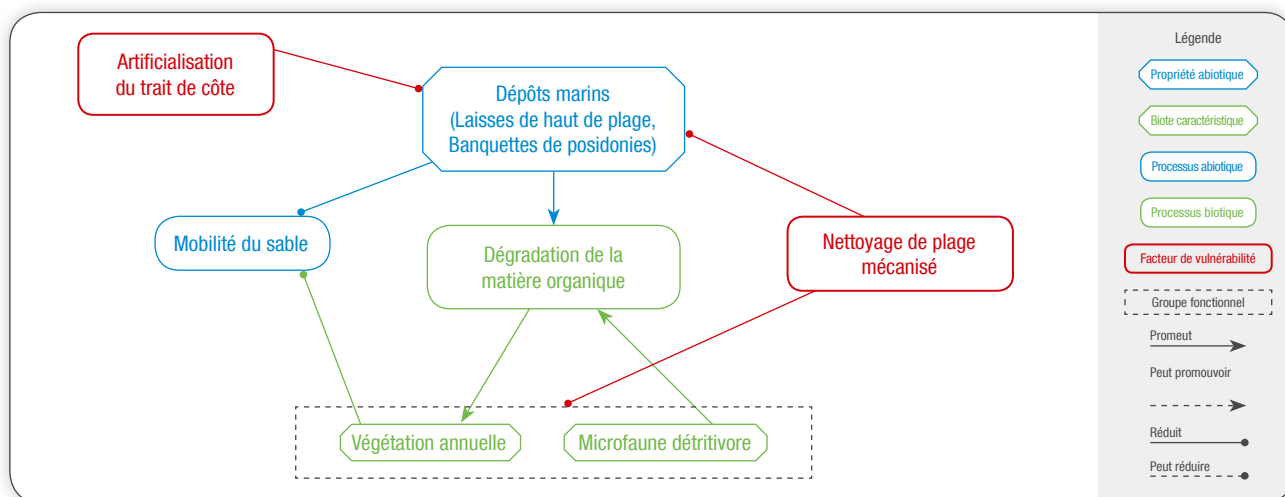 Artificialisation
du trait de côte
Dépôts marins
(Laisses de haut de plage,
Banquettes de posidonies)
Mobilité du sable
Dégradation de la
matière organique
Nettoyage de plage
mécanisé
Végétation annuelle
Microfaune détritivore
Légende
Propriété abiotique
Biote caractéristique
Processus abiotique
Processus biotique
Facteur de vulnérabilité
Groupe fonctionnel
Promeut
Peut promouvoir
Réduit
Peut réduire